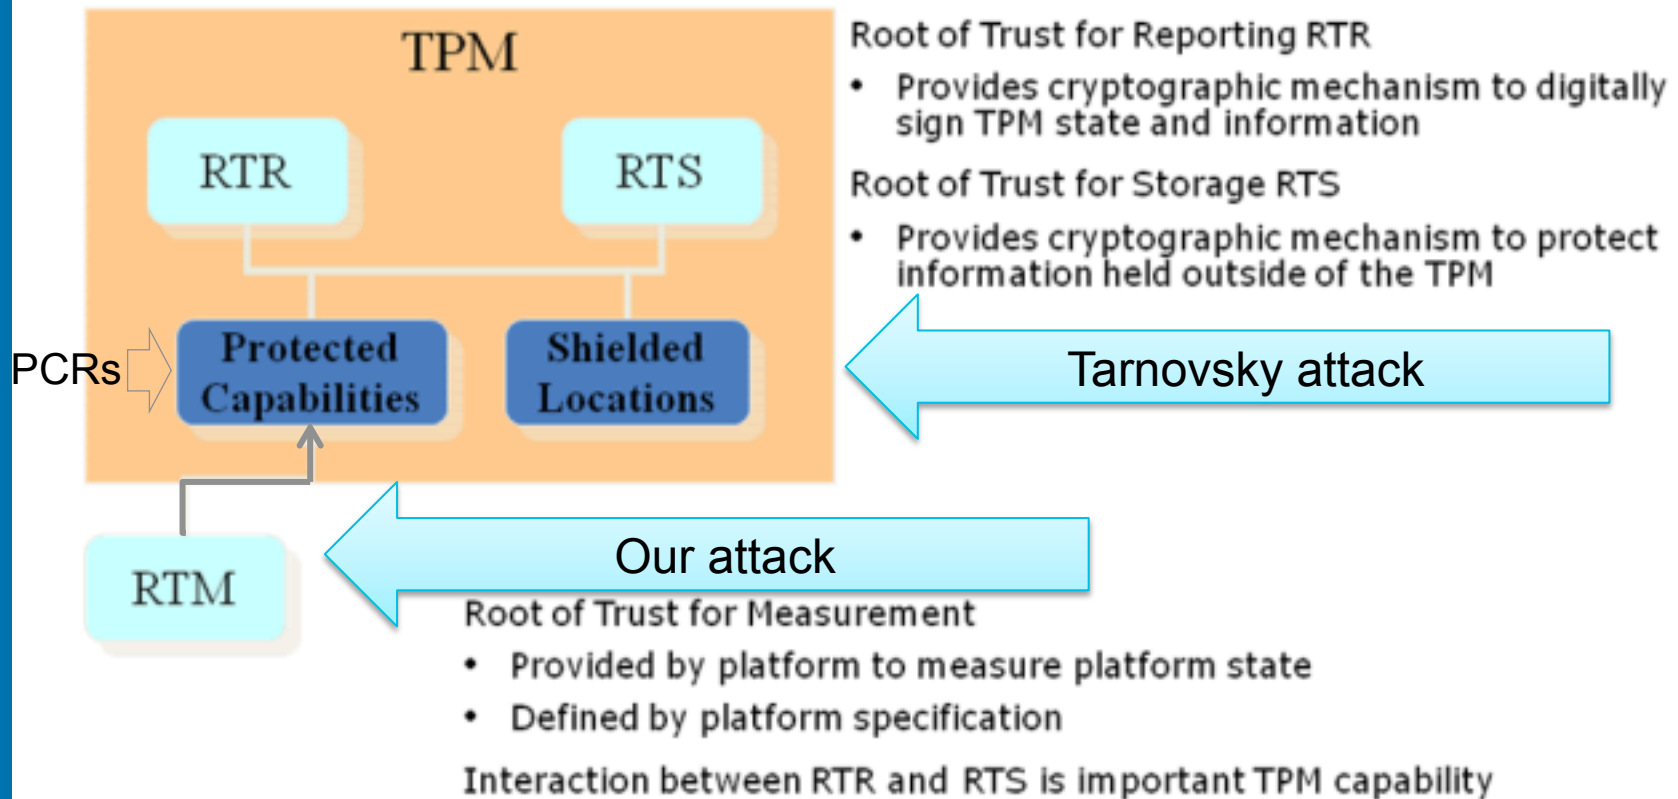 TPM
RTR
RTS
PCRs
Protected
Capabilities
Shielded
Locations
RTM
Root of Trust for Reporting RTR
• Provides cryptographic mechanism to digitally
sign TPM state and information
Root of Trust for Storage RTS
• Provides cryptographic mechanism to protect
information held outside of the TPM
Tarnovsky attack
Our attack
Root of Trust for Measurement
• Provided by platform to measure platform state
• Defined by platform specification
Interaction between RTR and RTS is important TPM capability